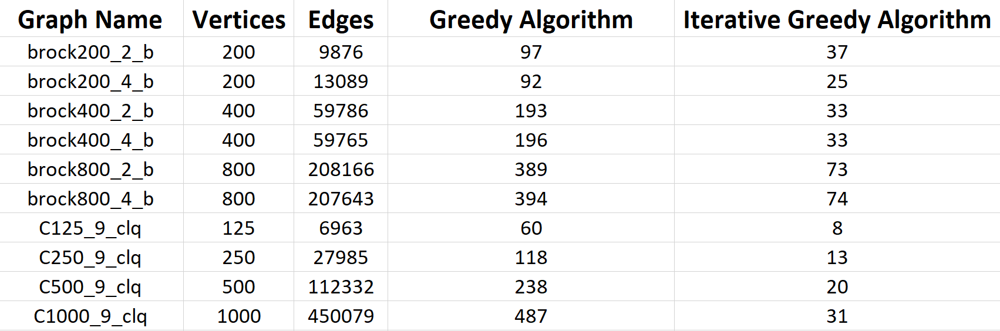 Graph Name Vertices Edges Greedy Algorithm Iterative Greedy Algorithm
brock200_2_b 200 9876 97 37
brock200_4_b 200 13089 92 25
brock400_2_b 400 59786 193 33
brock400_4_b 400 59765 196 33
brock800_2_b 800 208166 389 73
brock800_4_b 800 207643 394 74
C125_9_clq 125 6963 60 8
C250_9_clq 250 27985 118 13
C500_9_clq 500 112332 238 20
C1000_9_clq 1000 450079 487 31